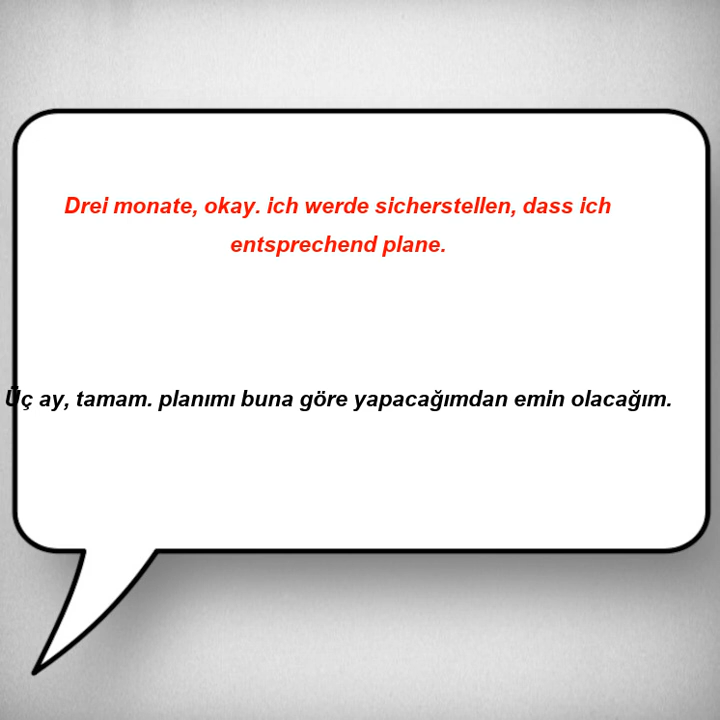 Drei monate, okay. ich werde sicherstellen, dass ich
entsprechend plane.
Üç ay, tamam. planımı buna göre yapacağımdan emin olacağım.